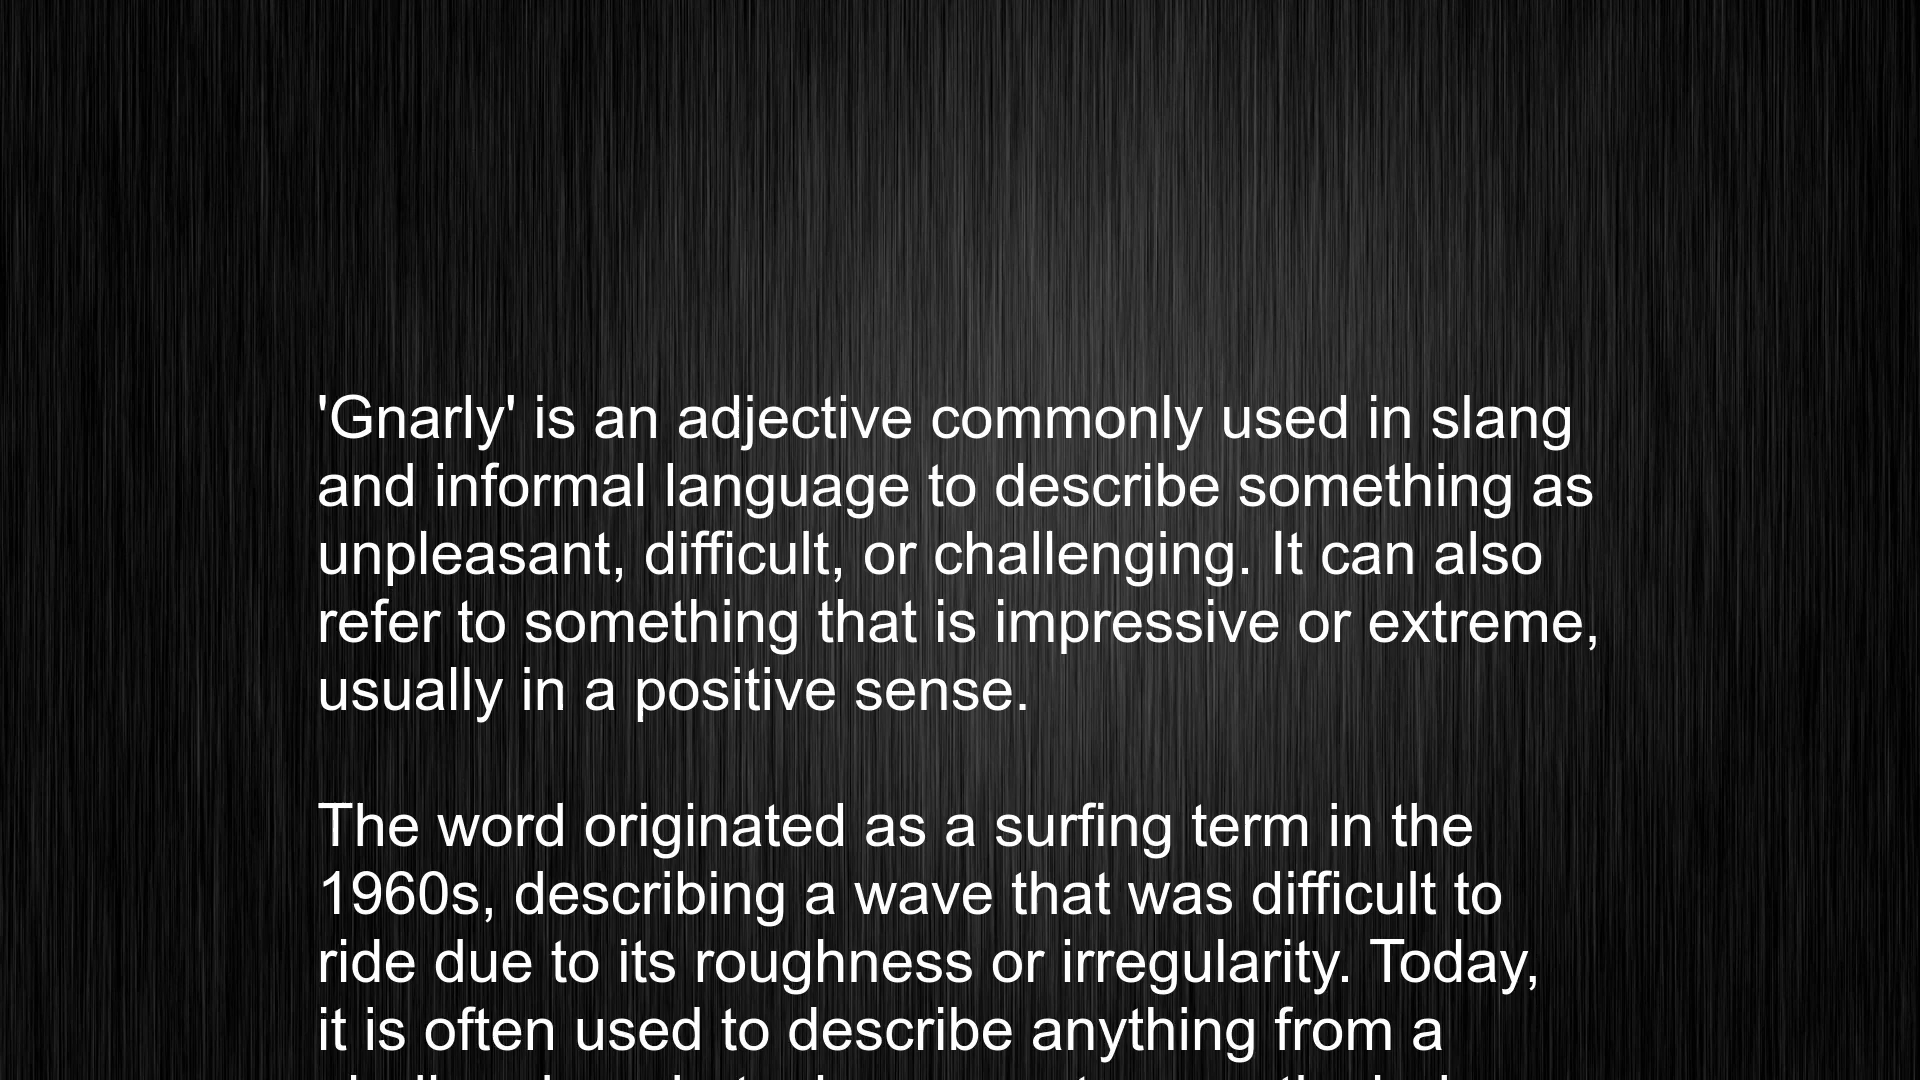 'Gnarly' is an adjective commonly used in slang
and informal language to describe something as
unpleasant, difficult, or challenging. It can also
refer to something that is impressive or extreme,
usually in a positive sense.
The word originated as a surfing term in the
1960s, describing a wave that was difficult to
ride due to its roughness or irregularity. Today,
it is often used to describe anything from a